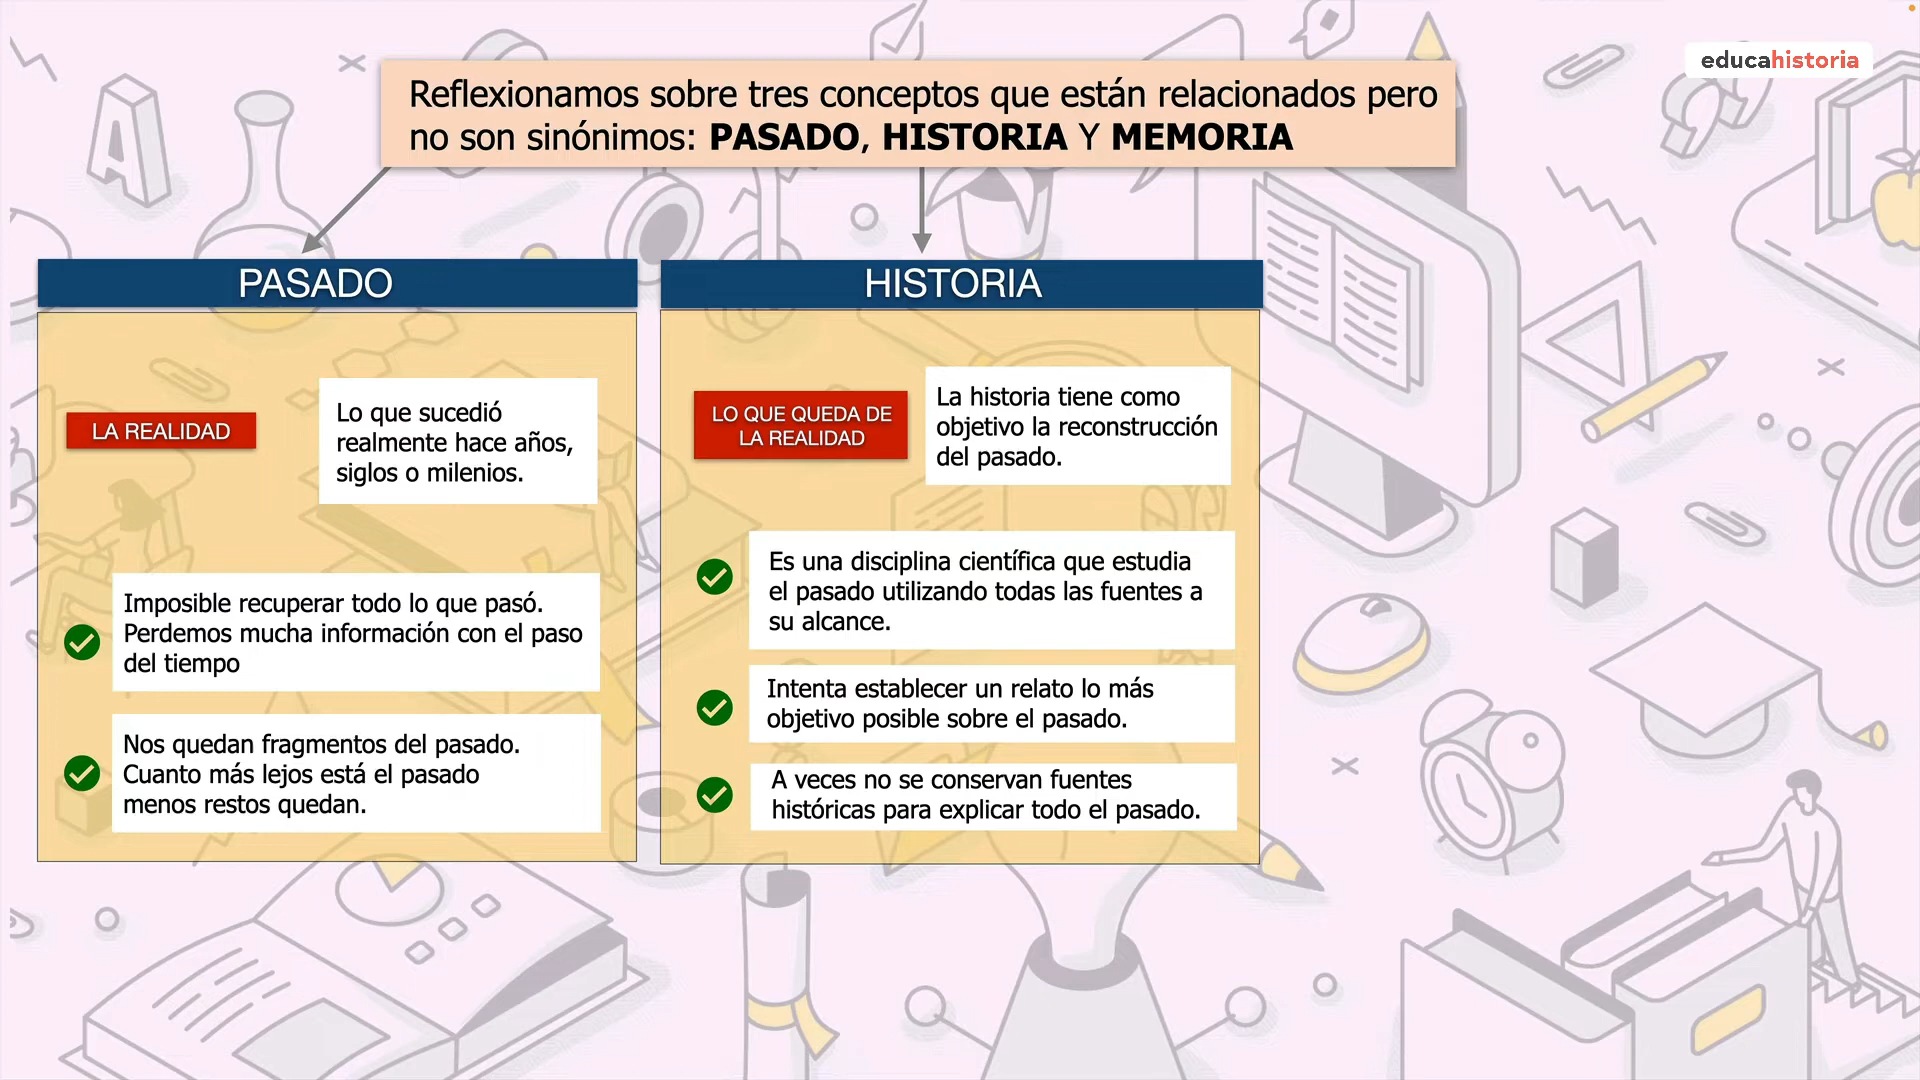 educahistoria
Reflexionamos sobre tres conceptos que están relacionados pero
no son sinónimos: PASADO, HISTORIA Y MEMORIA
PASADO
LA REALIDAD
Lo que sucedió
realmente hace años,
siglos o milenios.
Imposible recuperar todo lo que pasó.
Perdemos mucha información con el paso
del tiempo
Nos quedan fragmentos del pasado.
Cuanto más lejos está el pasado
menos restos quedan.
HISTORIA
LO QUE QUEDA DE
LA REALIDAD
La historia tiene como
objetivo la reconstrucción
del pasado.
Es una disciplina científica que estudia
el pasado utilizando todas las fuentes a
su alcance.
Intenta establecer un relato lo más
objetivo posible sobre el pasado.
A veces no se conservan fuentes
históricas para explicar todo el pasado.
A